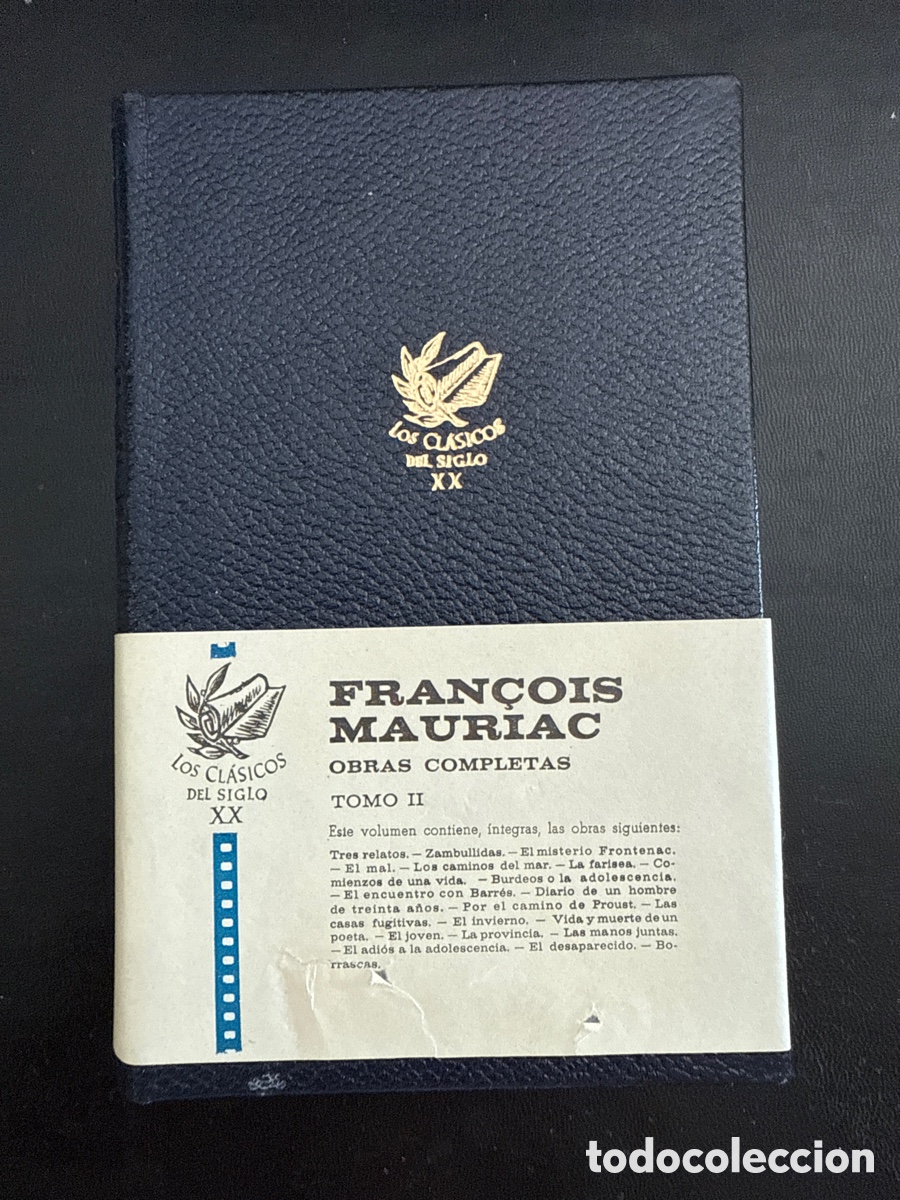 LOS CLÁSICOS
DEL SIGLO
XX
LOS CLÁSICOS
DEL SIGLO
XX
FRANÇOIS
MAURIAC
OBRAS COMPLETAS
TOMO II
Este volumen contiene, íntegras, las obras siguientes:
Tres relatos. — Zambullidas. — El misterio Frontenac.
— El mal. — Los caminos del mar. — La farisea. — Co-
mienzos de una vida. — Burdeos o la adolescencia.
— El encuentro con Barrés. — Diario de un hombre
de treinta años. — Por el camino de Proust. — Las
casas fugitivas. — El invierno. — Vida y muerte de un
poeta. — El joven. — La provincia. — Las manos juntas.
— El adiós a la adolescencia. — El desaparecido. — Bo-
rrascas.
todocoleccion